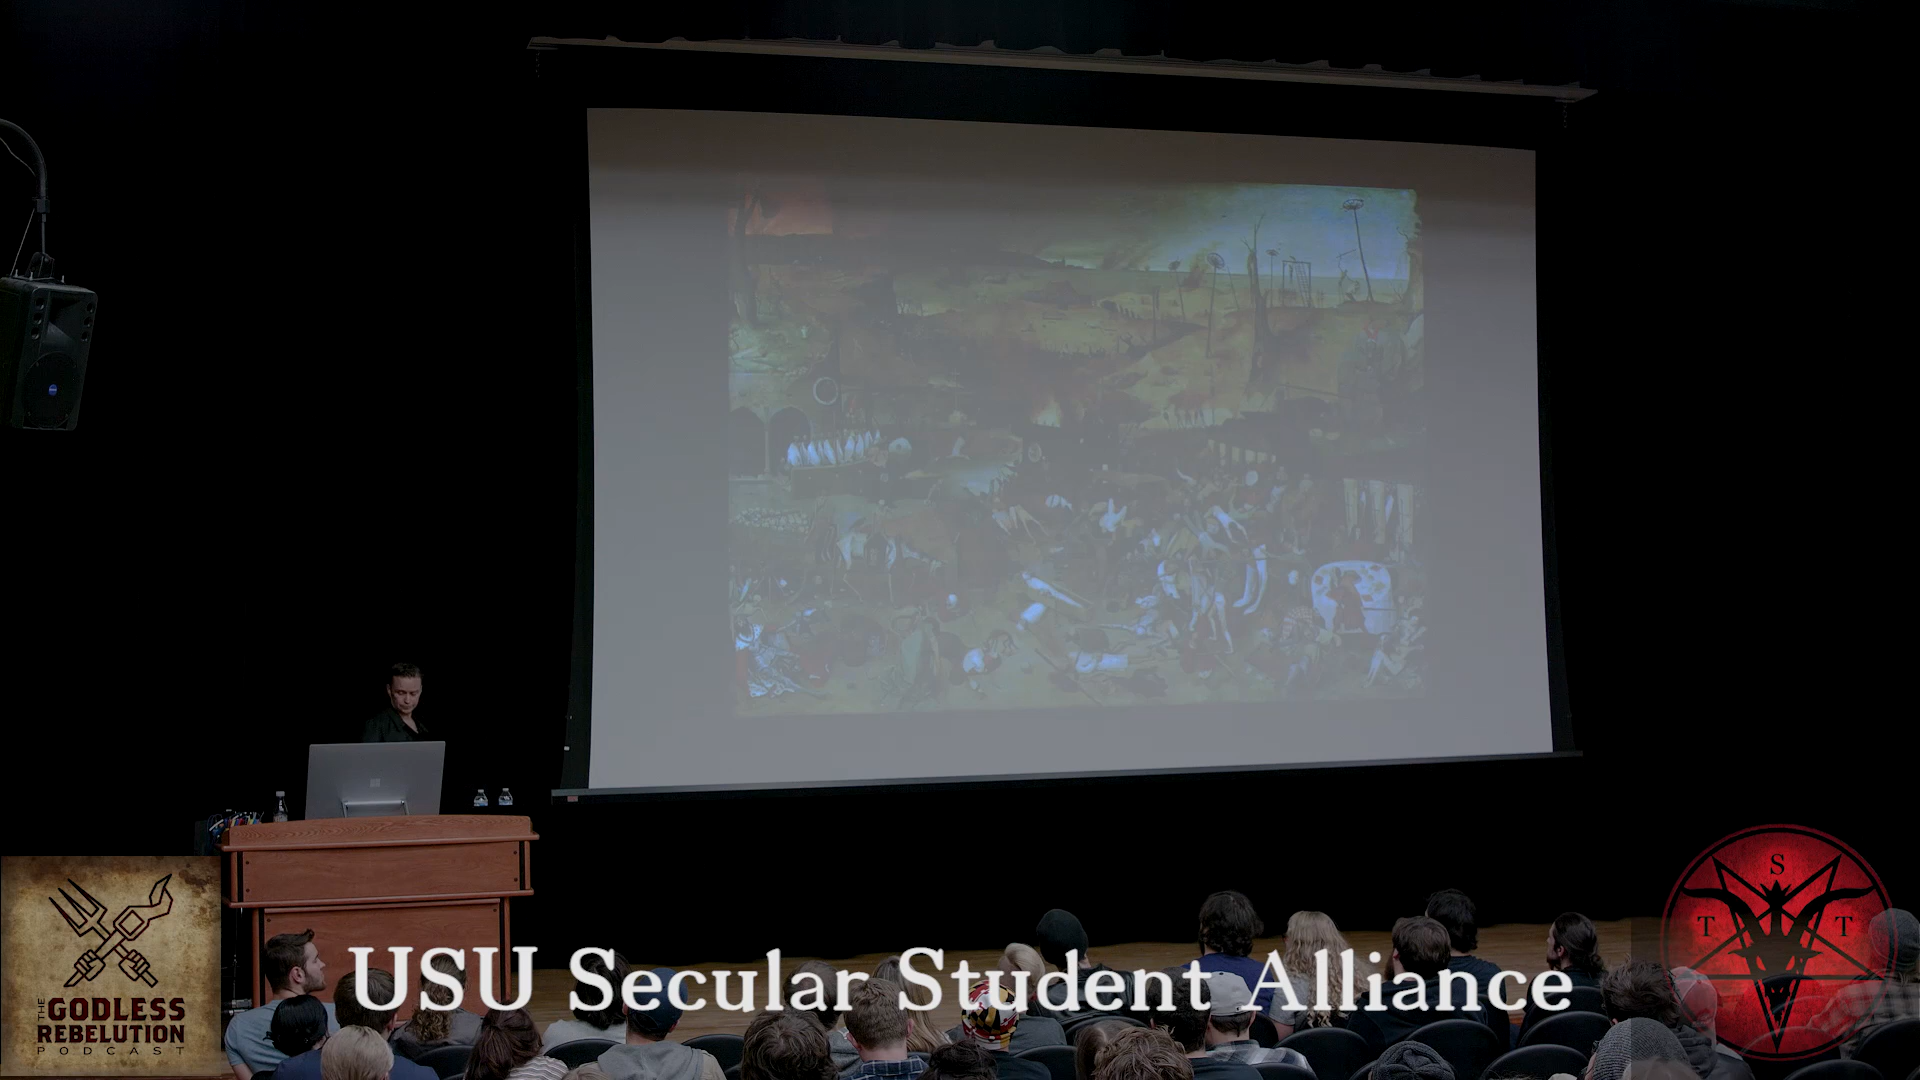 USU Secular Student Alliance
THE
GODLESS
REBELUTION
PODCAST
S
T T